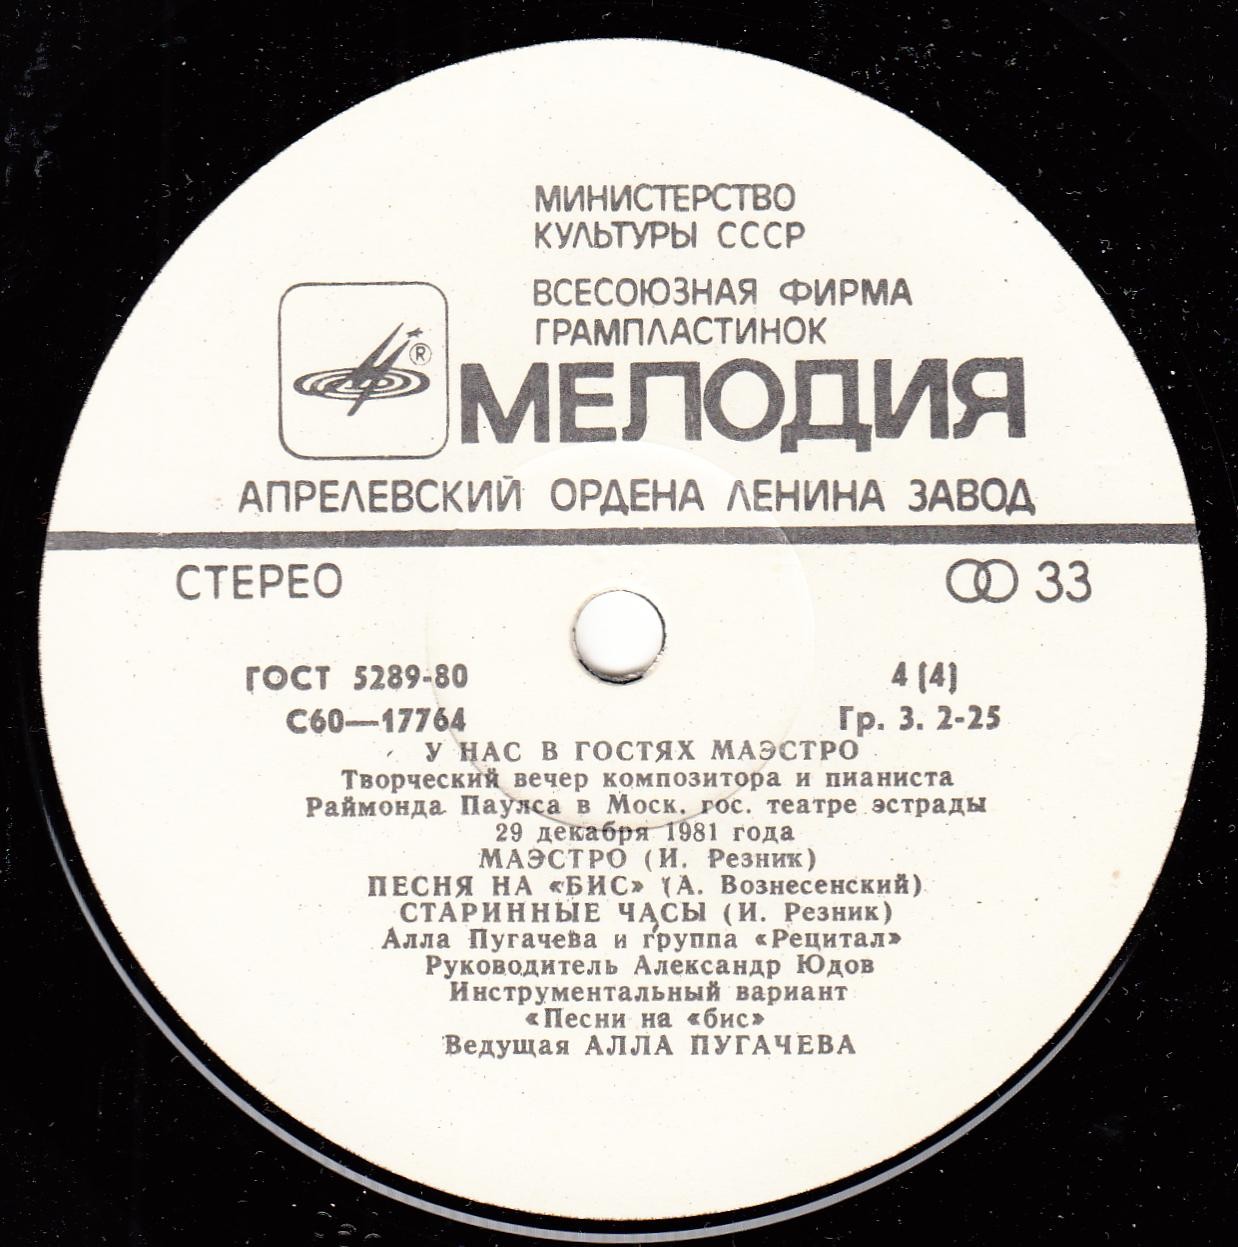 МИНИСТЕРСТВО
КУЛЬТУРЫ СССР
ВСЕСОЮЗНАЯ ФИРМА
ГРАМПЛАСТИНОК
®
МЕЛОДИЯ
АПРЕЛЕВСКИЙ ОРДЕНА ЛЕНИНА ЗАВОД
СТЕРЕО 33
ГОСТ 5289-80 4 (4)
С60—17764 Гр. 3. 2-25
У НАС В ГОСТЯХ МАЭСТРО
Творческий вечер композитора и пианиста
Раймонда Паулса в Моск. гос. театре эстрады
29 декабря 1981 года
МАЭСТРО (И. Резник)
ПЕСНЯ НА «БИС» (А. Вознесенский)
СТАРИННЫЕ ЧАСЫ (И. Резник)
Алла Пугачева и группа «Рецитал»
Руководитель Александр Юдов
Инструментальный вариант
«Песни на «бис»
Ведущая АЛЛА ПУГАЧЕВА